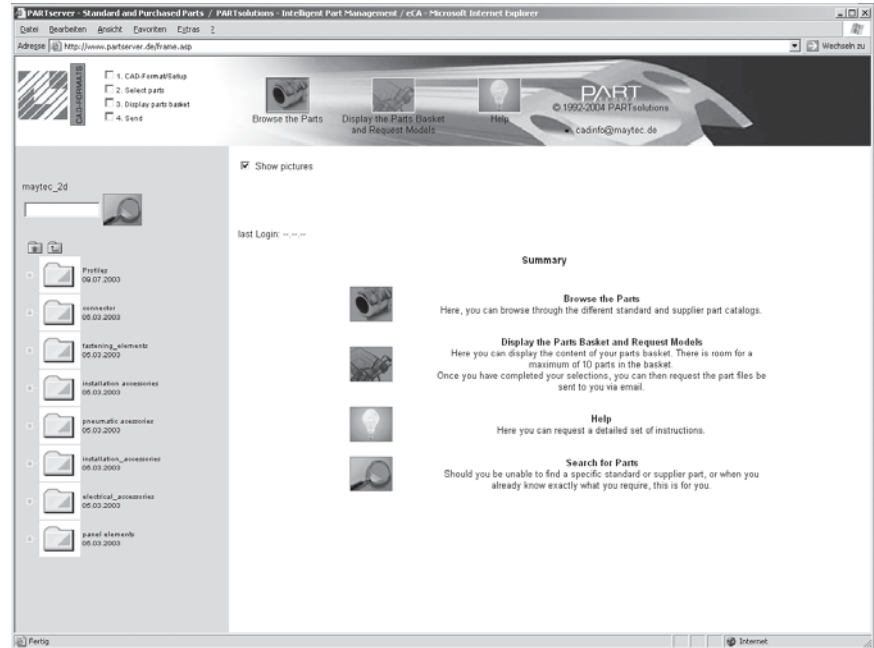 PARTserver - Standard and Purchased Parts / PARTsolutions - Intelligent Part Management / eCA - Microsoft Internet Explorer
Datei Bearbeiten Ansicht Favoriten Extras ?
Adresse http://www.partserver.de/frame.asp Wechseln zu
CAD-FORMATS
1. CAD-Format/Setup
2. Select parts
3. Display parts basket
4. Send
Browse the Parts
Display the Parts Basket
and Request Models
Help
PART
© 1992-2004 PARTsolutions
cadinfo@maytec.de
maytec_2d
Profiles
09.07.2003
connector
05.03.2003
fastening_elements
05.03.2003
installation accessories
05.03.2003
pneumatic acessories
05.03.2003
installation_accessories
05.03.2003
electrical_accessories
05.03.2003
panel elements
05.03.2003
Show pictures
last Login: --.--.--
Summary
Browse the Parts
Here, you can browse through the different standard and supplier part catalogs.
Display the Parts Basket and Request Models
Here you can display the content of your parts basket. There is room for a
maximum of 10 parts in the basket.
Once you have completed your selections, you can then request the part files be
sent to you via email.
Help
Here you can request a detailed set of instructions.
Search for Parts
Should you be unable to find a specific standard or supplier part, or when you
already know exactly what you require, this is for you.
Fertig Internet